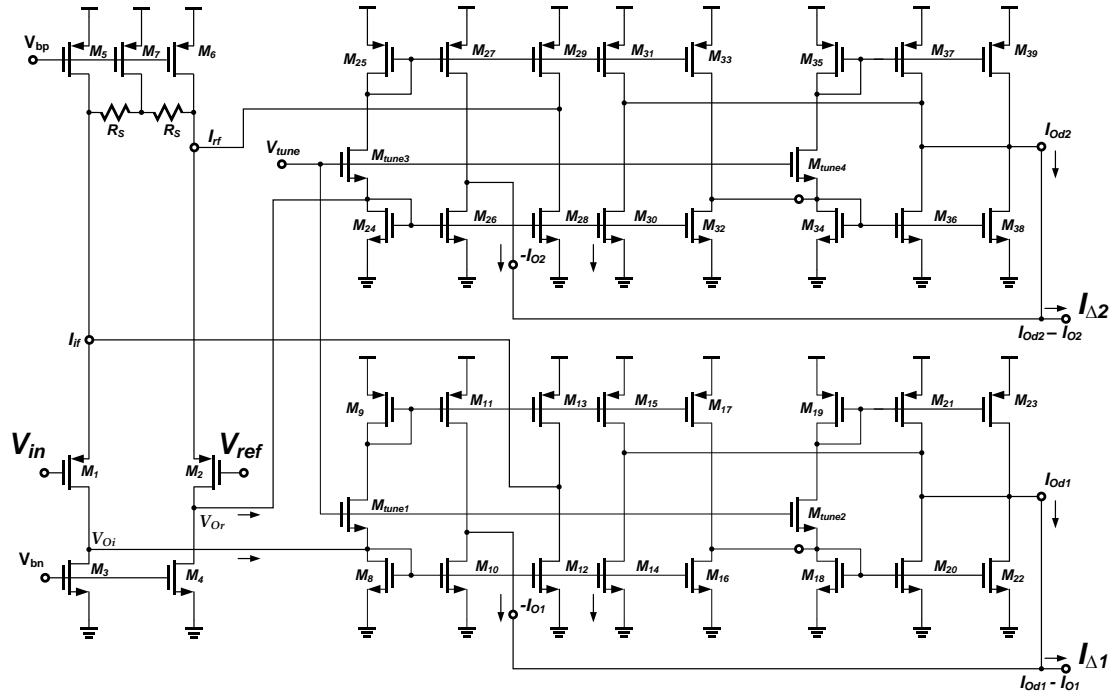 V_bp
M_5
M_7
M_6
M_25
M_27
M_29
M_31
M_33
M_35
M_37
M_39
R_S
R_S
I_rf
V_tune
M_tune3
M_tune4
I_Od2
M_24
M_26
M_28
M_30
M_32
M_34
M_36
M_38
-I_O2
I_Δ2
I_Od2 – I_O2
I_if
M_9
M_11
M_13
M_15
M_17
M_19
M_21
M_23
V_in
V_ref
M_1
M_2
I_Od1
M_tune1
M_tune2
V_Or
V_Oi
V_bn
M_3
M_4
M_8
M_10
M_12
M_14
M_16
M_18
M_20
M_22
-I_O1
I_Δ1
I_Od1 - I_O1